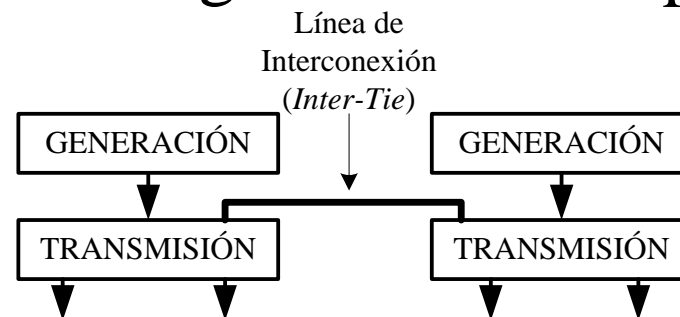 Línea de
Interconexión
(Inter-Tie)
GENERACIÓN GENERACIÓN
TRANSMISIÓN TRANSMISIÓN